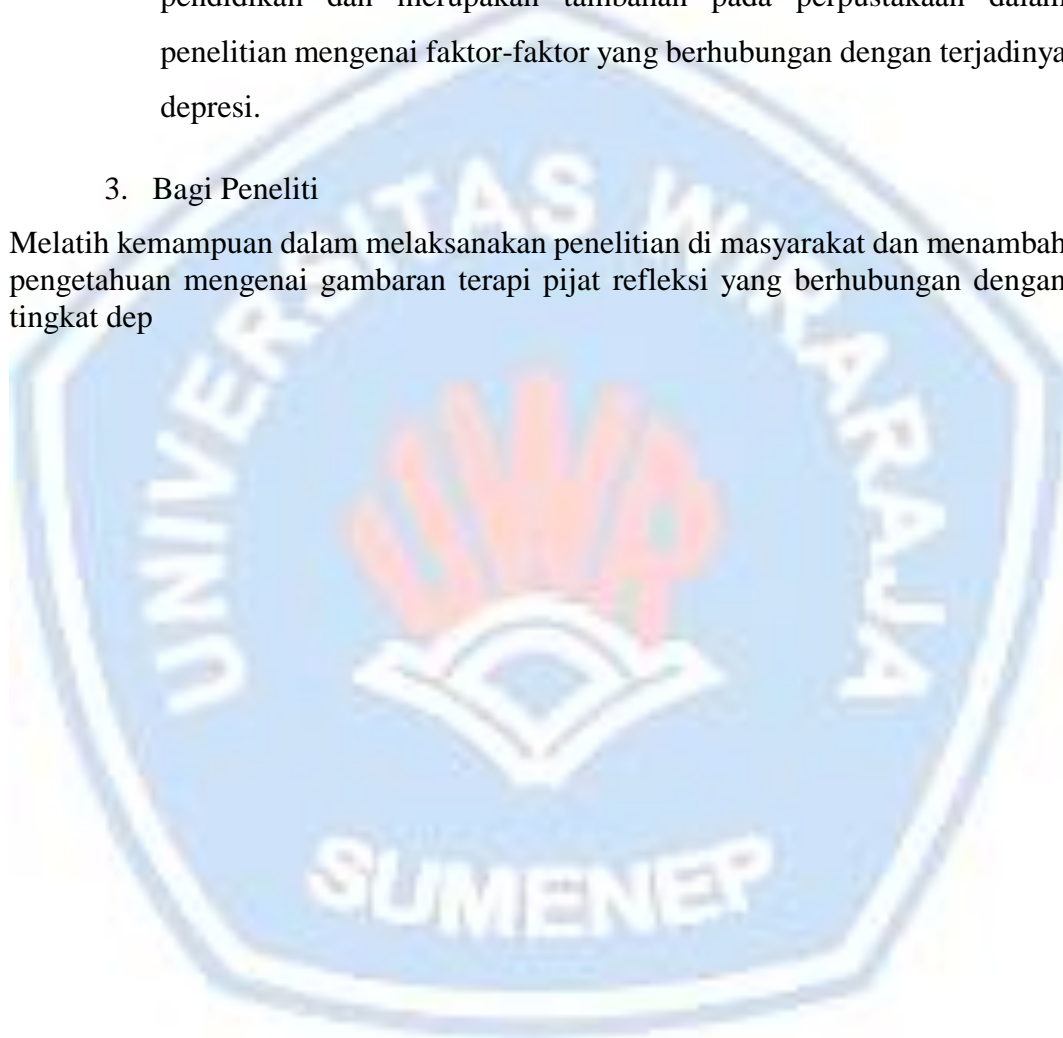 pendidikan dan merupakan tambahan pada perpustakaan dalam
penelitian mengenai faktor-faktor yang berhubungan dengan terjadinya
depresi.
3. Bagi Peneliti
Melatih kemampuan dalam melaksanakan penelitian di masyarakat dan menambah
pengetahuan mengenai gambaran terapi pijat refleksi yang berhubungan dengan
tingkat dep
UNIVERSITAS WIRARAJA
UWR
SUMENEP